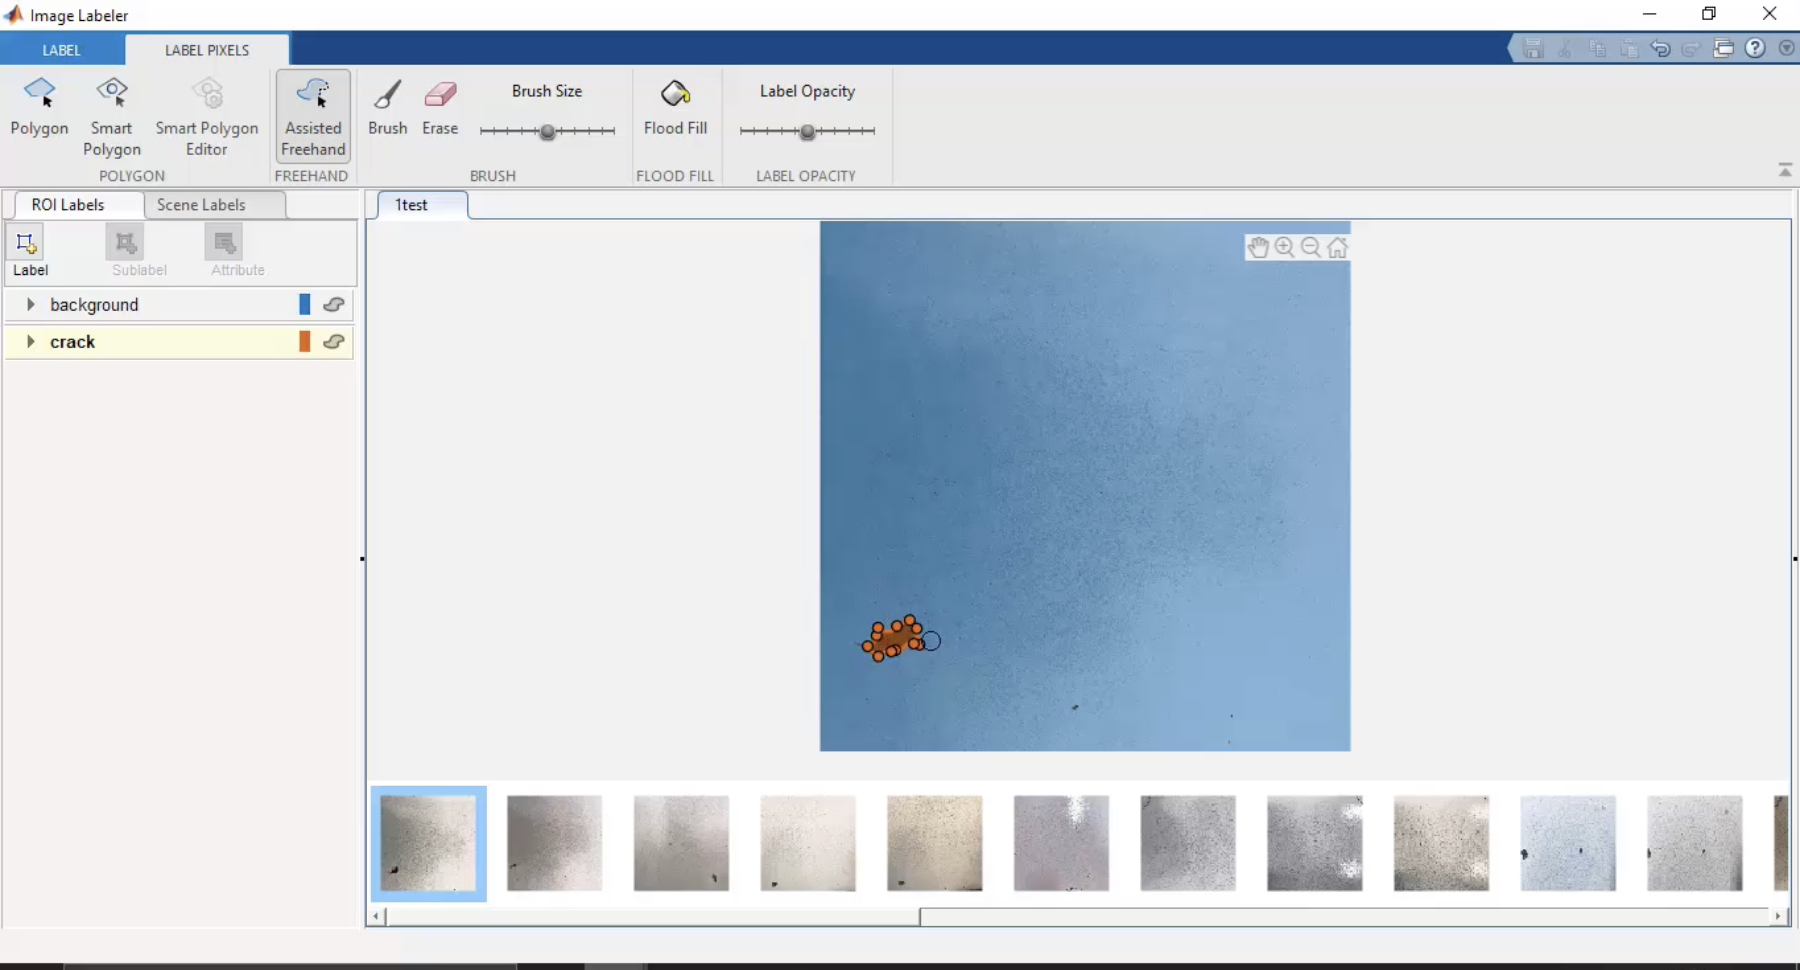 Image Labeler
LABEL
LABEL PIXELS
Polygon
Smart
Polygon
Smart Polygon
Editor
Assisted
Freehand
Brush
Erase
Brush Size
Flood Fill
Label Opacity
POLYGON
FREEHAND
BRUSH
FLOOD FILL
LABEL OPACITY
ROI Labels
Scene Labels
1test
Label
Sublabel
Attribute
background
crack